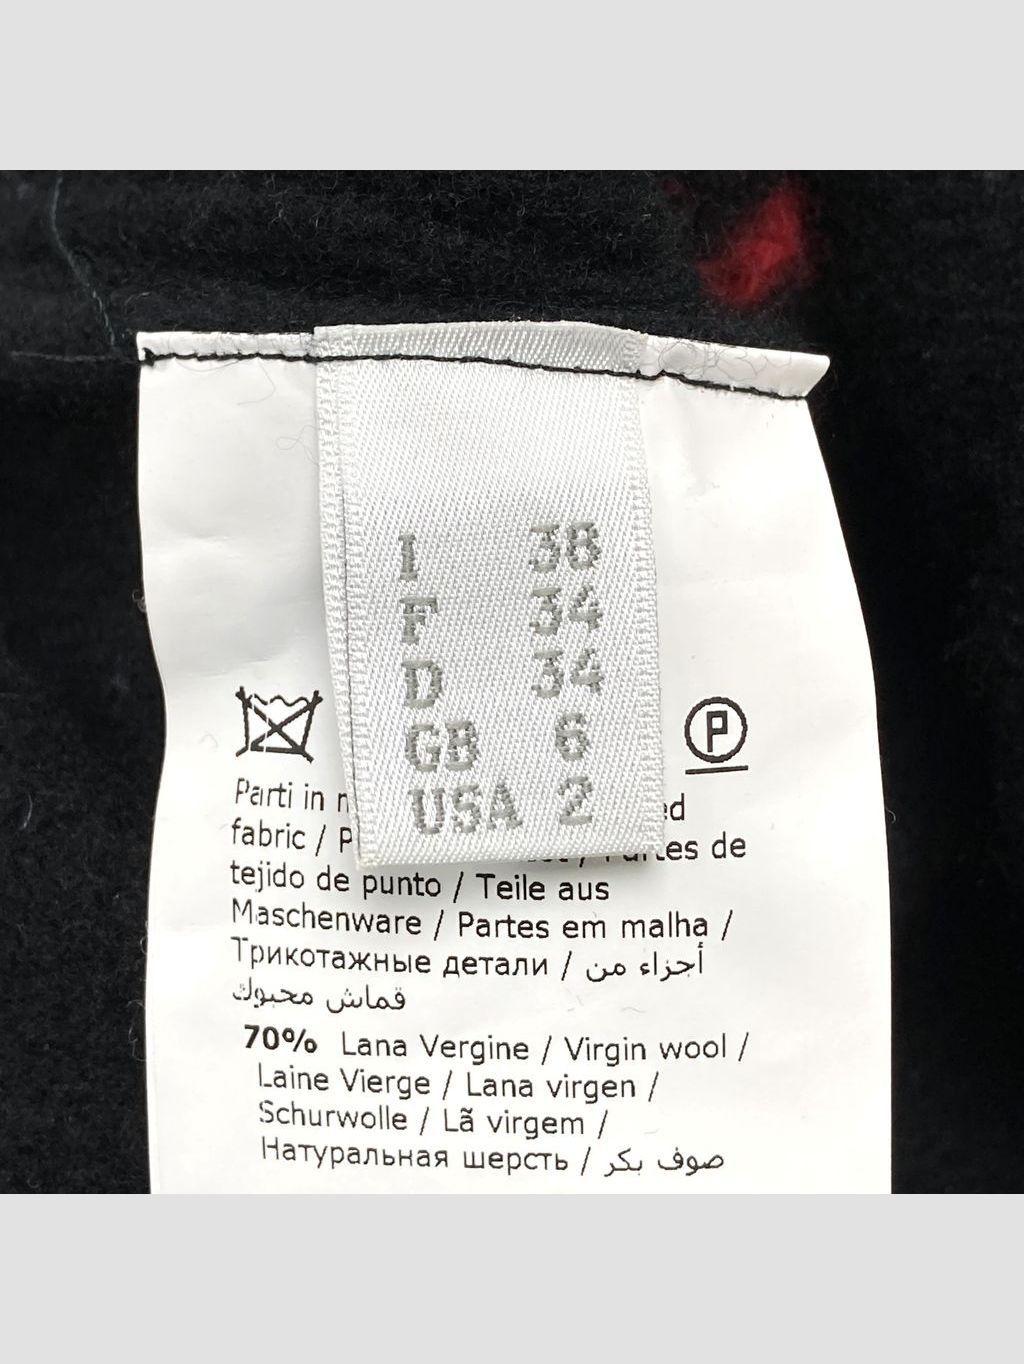 I 38
F 34
D 34
GB 6
USA 2
P
Parti in
fabric / de
tejido de punto / Teile aus
Maschenware / Partes em malha /
Трикотажные детали / أجزاء من
قماش محبوك
70% Lana Vergine / Virgin wool /
Laine Vierge / Lana virgen /
Schurwolle / Lã virgem /
Натуральная шерсть / صوف بكر